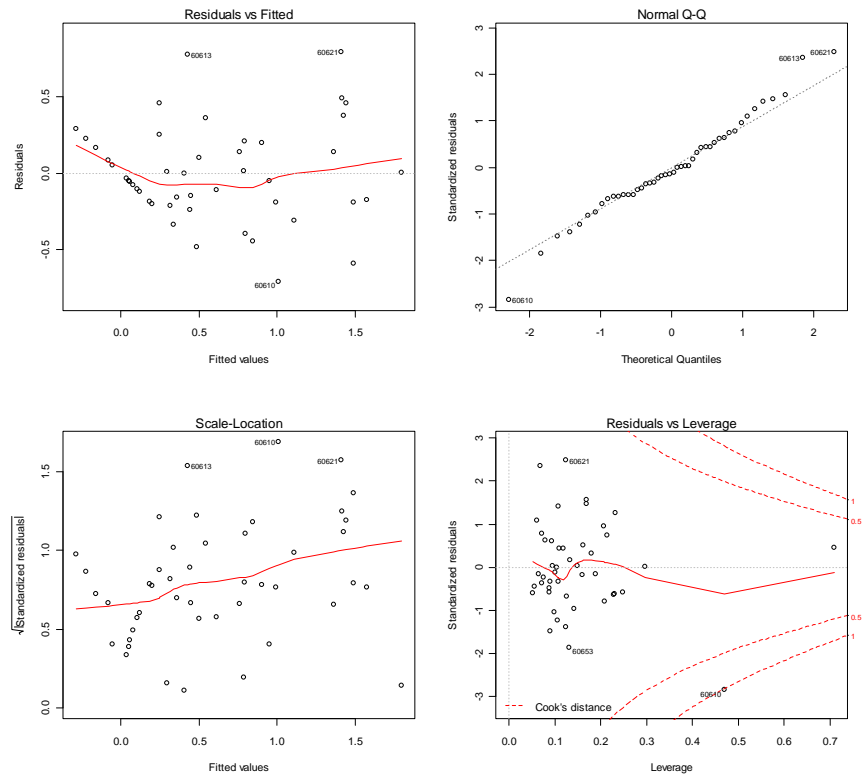 Residuals vs Fitted
Residuals
0.5
0.0
-0.5
60613
60621
60610
0.0 0.5 1.0 1.5
Fitted values
Normal Q-Q
Standardized residuals
3
2
1
0
-1
-2
-3
60621
60613
60610
-2 -1 0 1 2
Theoretical Quantiles
Scale-Location
√|Standardized residuals|
1.5
1.0
0.5
0.0
60610
60613
60621
0.0 0.5 1.0 1.5
Fitted values
Residuals vs Leverage
Standardized residuals
3
2
1
0
-1
-2
-3
60621
60653
60610
1
0.5
0.5
1
Cook's distance
0.0 0.1 0.2 0.3 0.4 0.5 0.6 0.7
Leverage